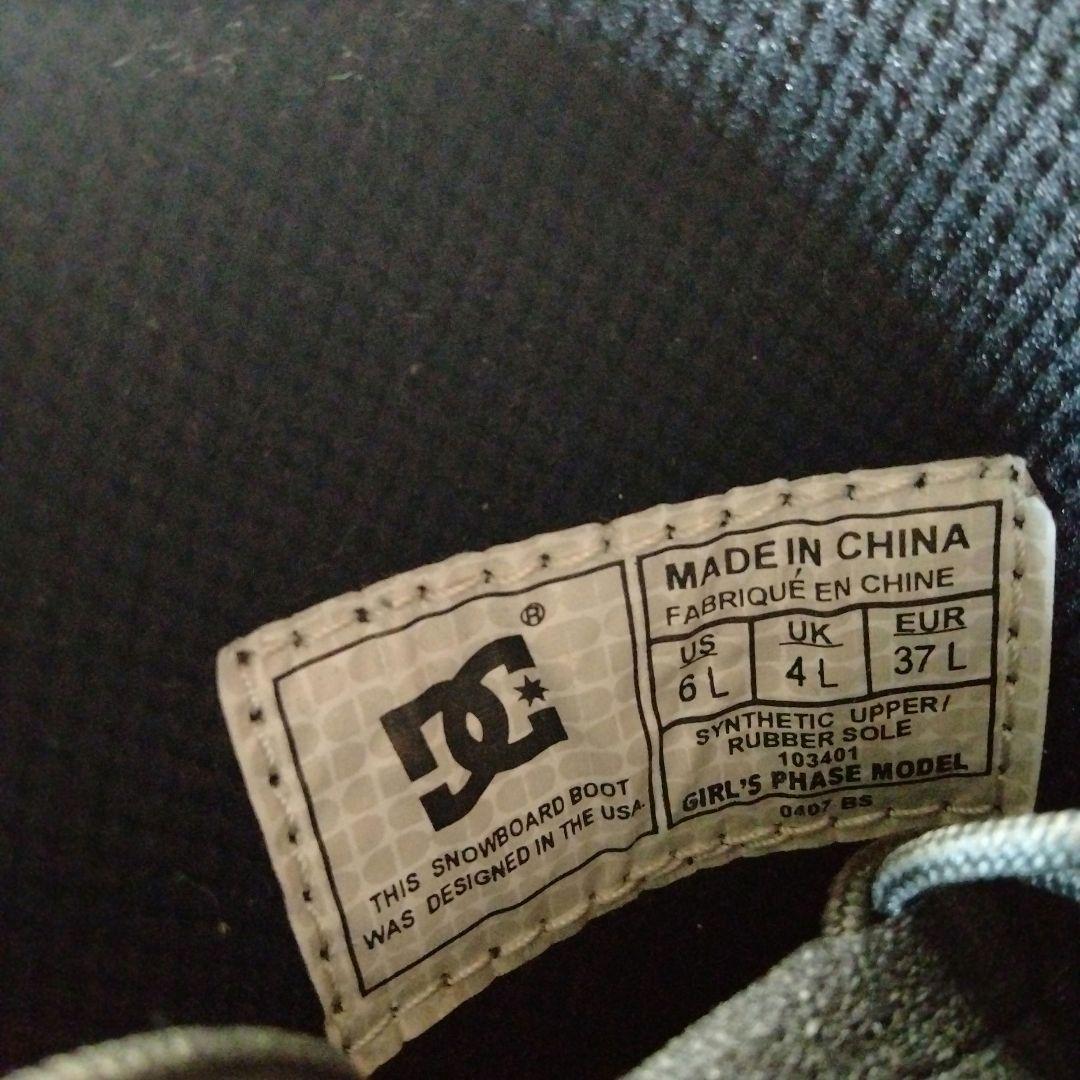 DC®
THIS SNOWBOARD BOOT
WAS DESIGNED IN THE USA.
MADE IN CHINA
FABRIQUÉ EN CHINE
US UK EUR
6 L 4 L 37 L
SYNTHETIC UPPER/
RUBBER SOLE
103401
GIRL'S PHASE MODEL
0407 BS